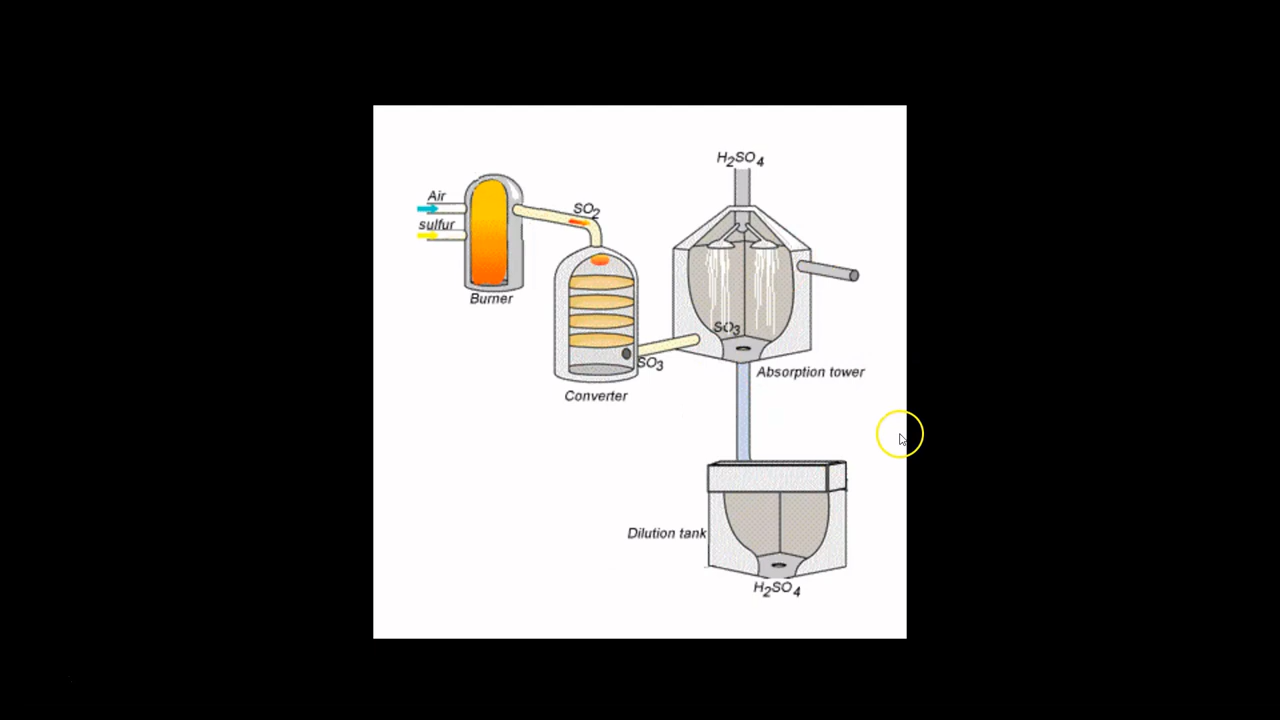 H2SO4
Air
SO2
sulfur
Burner
SO3
SO3
Absorption tower
Converter
Dilution tank
H2SO4